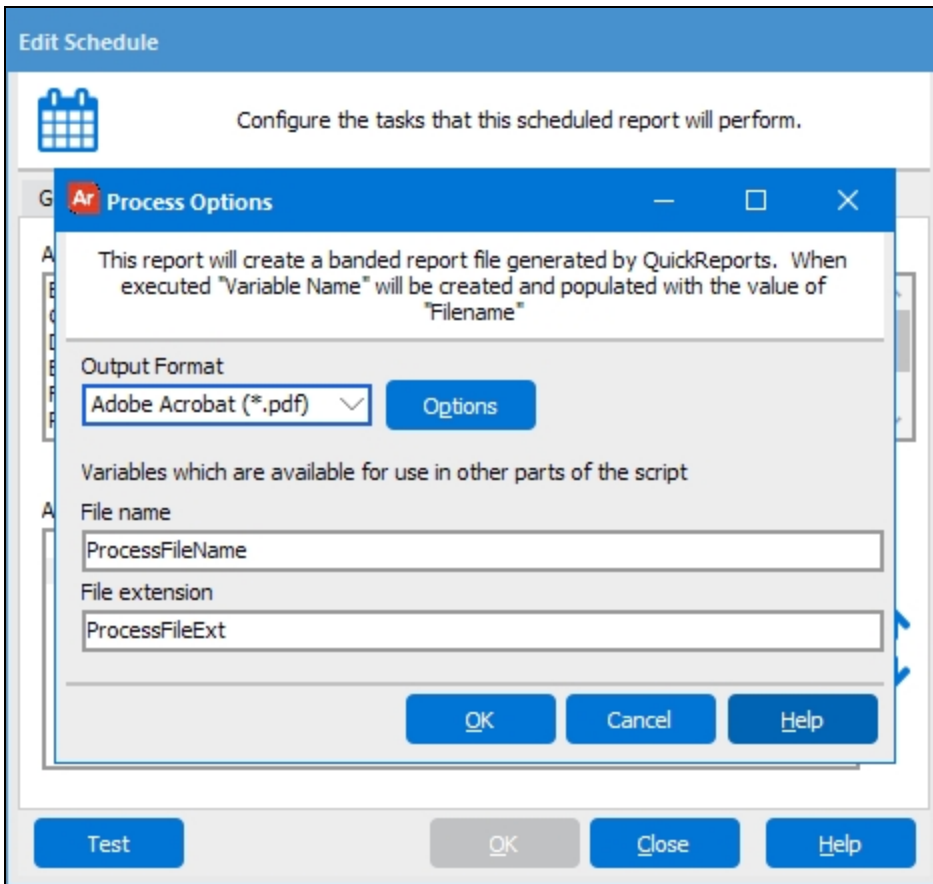 Edit Schedule
Configure the tasks that this scheduled report will perform.
G
Ar Process Options
This report will create a banded report file generated by QuickReports. When
executed "Variable Name" will be created and populated with the value of
"Filename"
A
Output Format
Adobe Acrobat (*.pdf)
Options
Variables which are available for use in other parts of the script
A
File name
ProcessFileName
File extension
ProcessFileExt
OK
Cancel
Help
Test
OK
Close
Help